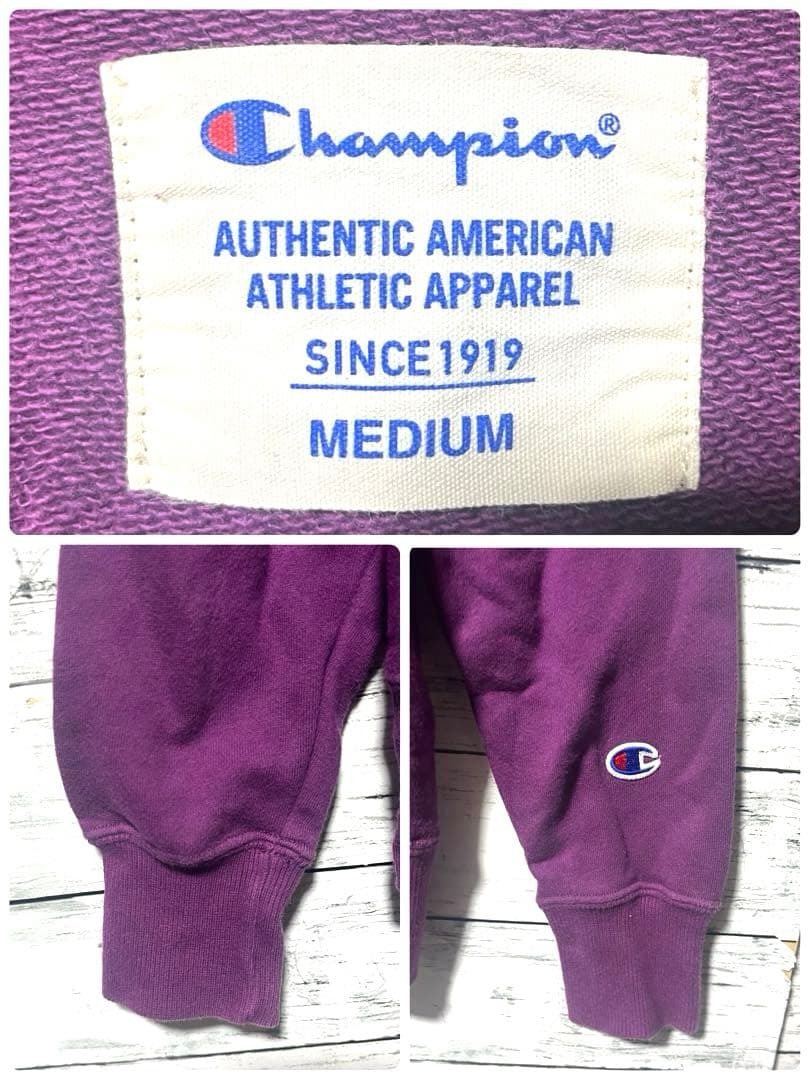 Champion®
AUTHENTIC AMERICAN
ATHLETIC APPAREL
SINCE 1919
MEDIUM